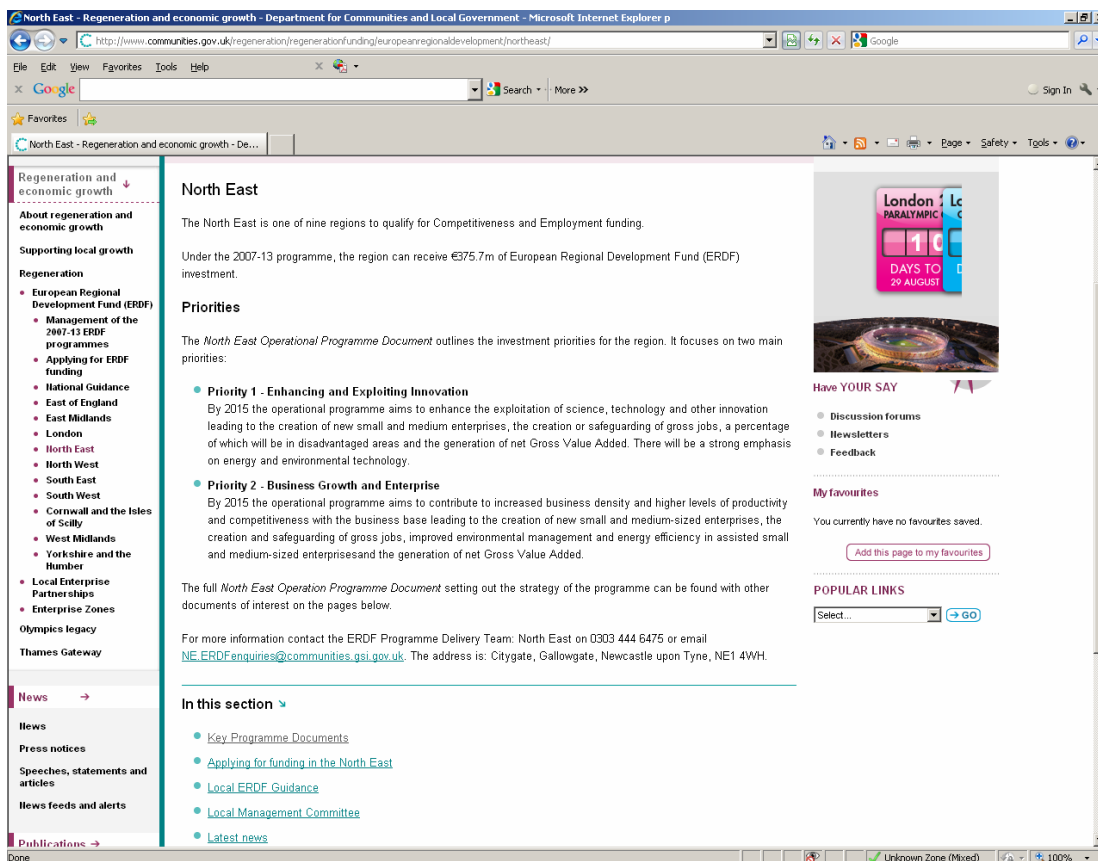 North East - Regeneration and economic growth - Department for Communities and Local Government - Microsoft Internet Explorer p
http://www.communities.gov.uk/regeneration/regenerationfunding/europeanregionaldevelopment/northeast/
Google
File Edit View Favorites Tools Help
Google
Search
More >>
Sign In
Favorites
North East - Regeneration and economic growth - De...
Page Safety Tools
Regeneration and
economic growth
About regeneration and
economic growth
Supporting local growth
Regeneration
European Regional
Development Fund (ERDF)
Management of the
2007-13 ERDF
programmes
Applying for ERDF
funding
National Guidance
East of England
East Midlands
London
North East
North West
South East
South West
Cornwall and the Isles
of Scilly
West Midlands
Yorkshire and the
Humber
Local Enterprise
Partnerships
Enterprise Zones
Olympics legacy
Thames Gateway
News →
News
Press notices
Speeches, statements and
articles
News feeds and alerts
Publications →
North East
The North East is one of nine regions to qualify for Competitiveness and Employment funding.
Under the 2007-13 programme, the region can receive €375.7m of European Regional Development Fund (ERDF)
investment.
Priorities
The North East Operational Programme Document outlines the investment priorities for the region. It focuses on two main
priorities:
Priority 1 - Enhancing and Exploiting Innovation
By 2015 the operational programme aims to enhance the exploitation of science, technology and other innovation
leading to the creation of new small and medium enterprises, the creation or safeguarding of gross jobs, a percentage
of which will be in disadvantaged areas and the generation of net Gross Value Added. There will be a strong emphasis
on energy and environmental technology.
Priority 2 - Business Growth and Enterprise
By 2015 the operational programme aims to contribute to increased business density and higher levels of productivity
and competitiveness with the business base leading to the creation of new small and medium-sized enterprises, the
creation and safeguarding of gross jobs, improved environmental management and energy efficiency in assisted small
and medium-sized enterprisesand the generation of net Gross Value Added.
The full North East Operation Programme Document setting out the strategy of the programme can be found with other
documents of interest on the pages below.
For more information contact the ERDF Programme Delivery Team: North East on 0303 444 6475 or email
NE.ERDFenquiries@communities.gsi.gov.uk. The address is: Citygate, Gallowgate, Newcastle upon Tyne, NE1 4WH.
In this section
Key Programme Documents
Applying for funding in the North East
Local ERDF Guidance
Local Management Committee
Latest news
London
PARALYMPIC
10
DAYS TO
29 AUGUST
Have YOUR SAY
Discussion forums
Newsletters
Feedback
My favourites
You currently have no favourites saved.
Add this page to my favourites
POPULAR LINKS
Select...
GO
Done
Unknown Zone (Mixed)
100%